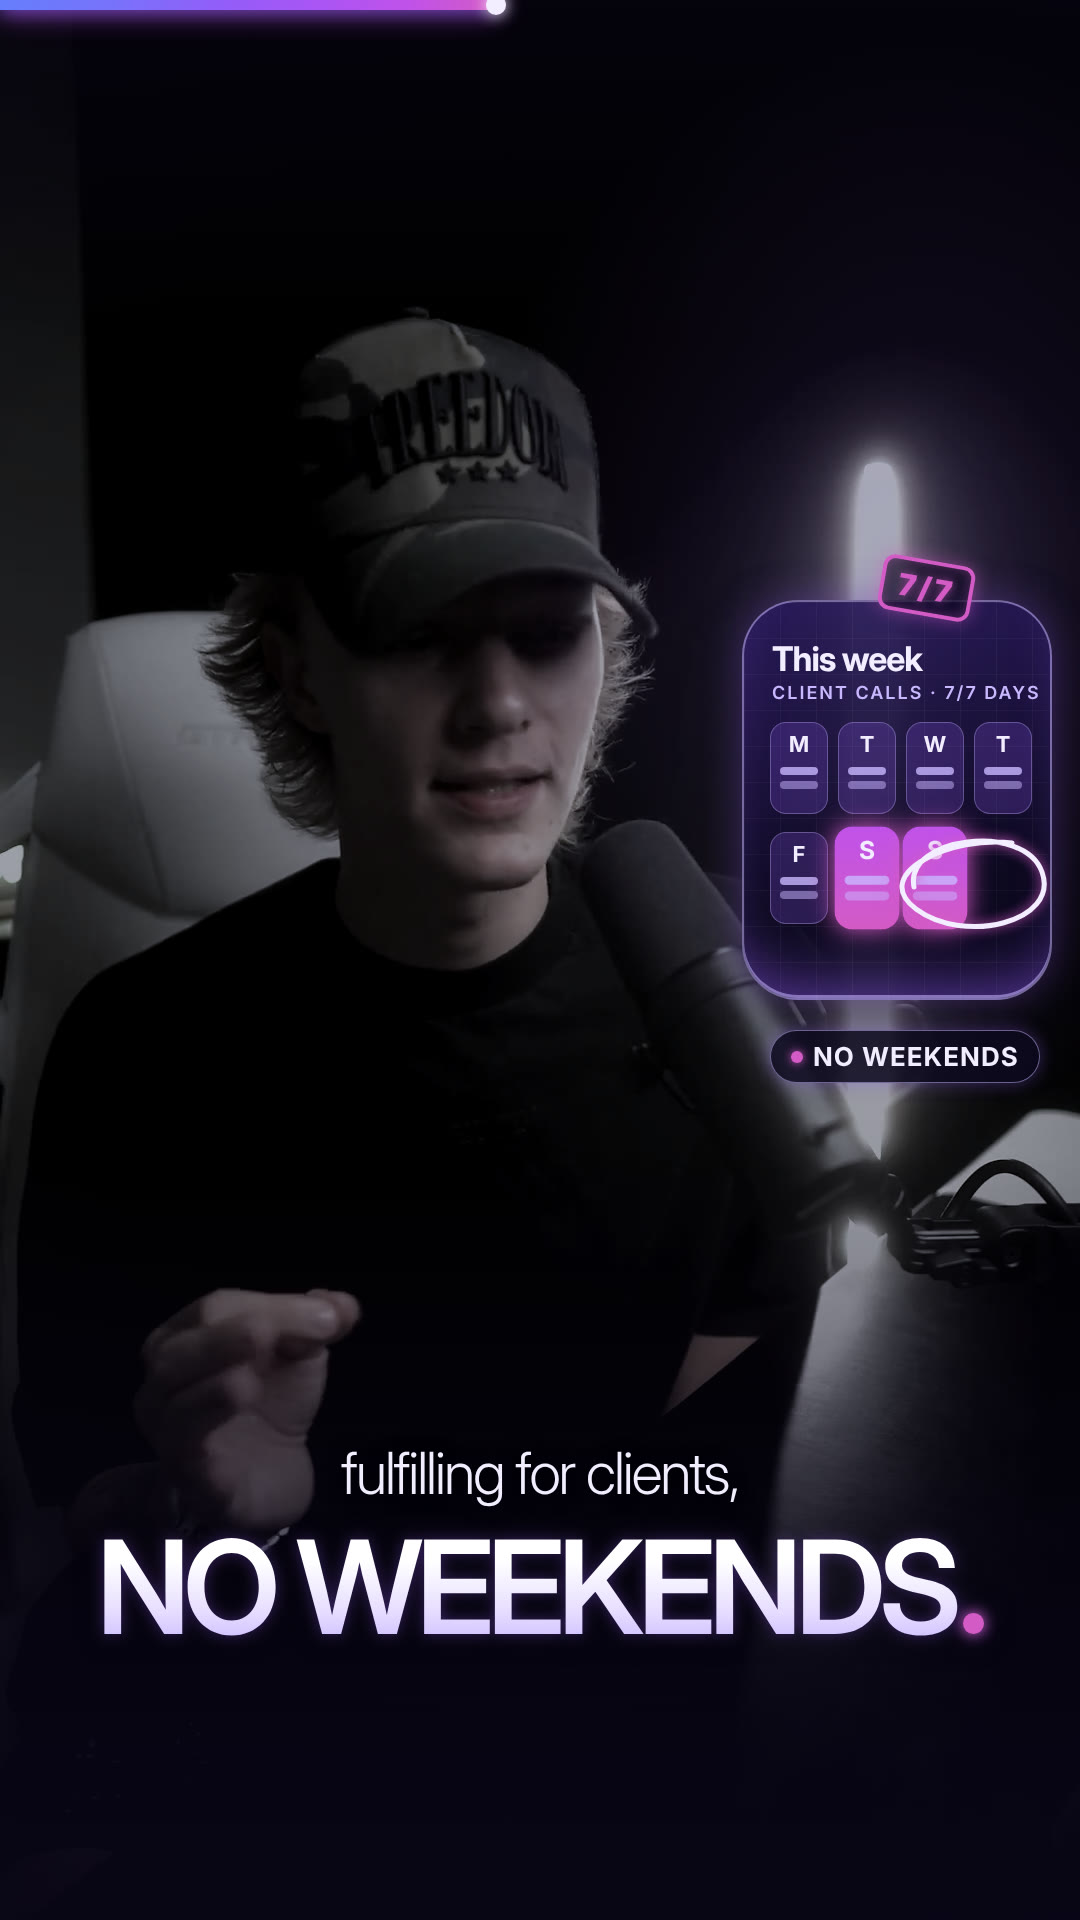 FREEDOM
7/7
This week
CLIENT CALLS · 7/7 DAYS
M T W T
F S S
NO WEEKENDS
fulfilling for clients,
NO WEEKENDS.